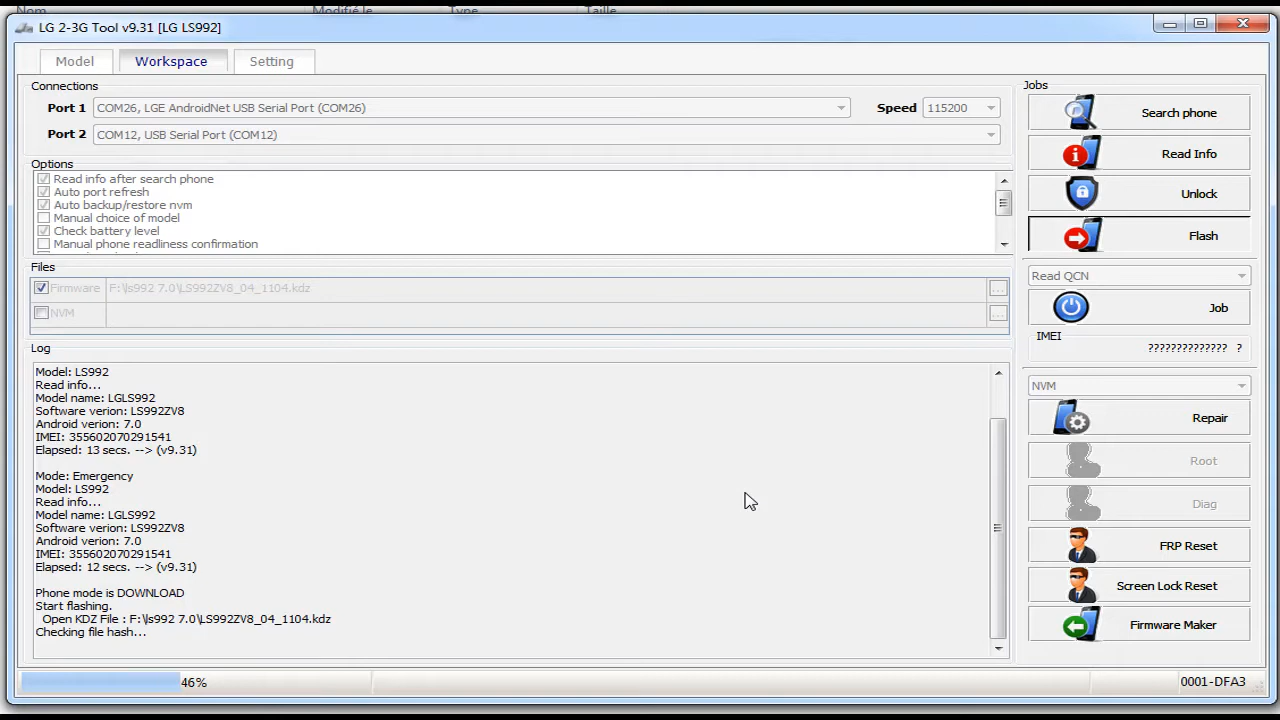 Nom Modifié le Type Taille
LG 2-3G Tool v9.31 [LG LS992]
Model Workspace Setting
Connections
Port 1 COM26, LGE AndroidNet USB Serial Port (COM26) Speed 115200
Port 2 COM12, USB Serial Port (COM12)
Options
Read info after search phone
Auto port refresh
Auto backup/restore nvm
Manual choice of model
Check battery level
Manual phone readliness confirmation
Files
Firmware F:\ls992 7.0\LS992ZV8_04_1104.kdz ...
NVM ...
Log
Model: LS992
Read info...
Model name: LGLS992
Software verion: LS992ZV8
Android verion: 7.0
IMEI: 355602070291541
Elapsed: 13 secs. --> (v9.31)
Mode: Emergency
Model: LS992
Read info...
Model name: LGLS992
Software verion: LS992ZV8
Android verion: 7.0
IMEI: 355602070291541
Elapsed: 12 secs. --> (v9.31)
Phone mode is DOWNLOAD
Start flashing.
Open KDZ File : F:\ls992 7.0\LS992ZV8_04_1104.kdz
Checking file hash...
Jobs
Search phone
Read Info
Unlock
Flash
Read QCN
Job
IMEI
?????????????? ?
NVM
Repair
Root
Diag
FRP Reset
Screen Lock Reset
Firmware Maker
46%
0001-DFA3